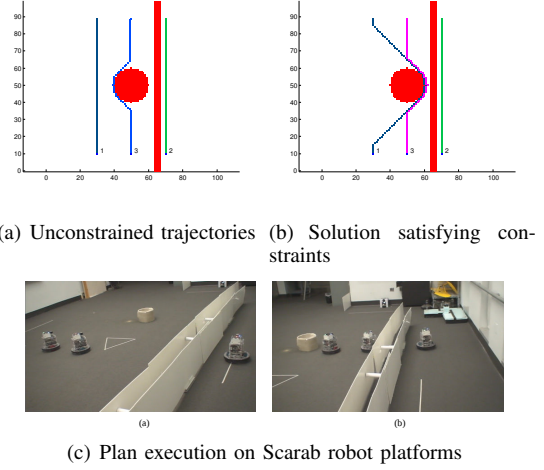 90
80
70
60
50
40
30
20
10
0
0 20 40 60 80 100
1 3 2
90
80
70
60
50
40
30
20
10
0
0 20 40 60 80 100
1 3 2
a) Unconstrained trajectories
(b) Solution satisfying con-
straints
(a) (b)
(c) Plan execution on Scarab robot platforms